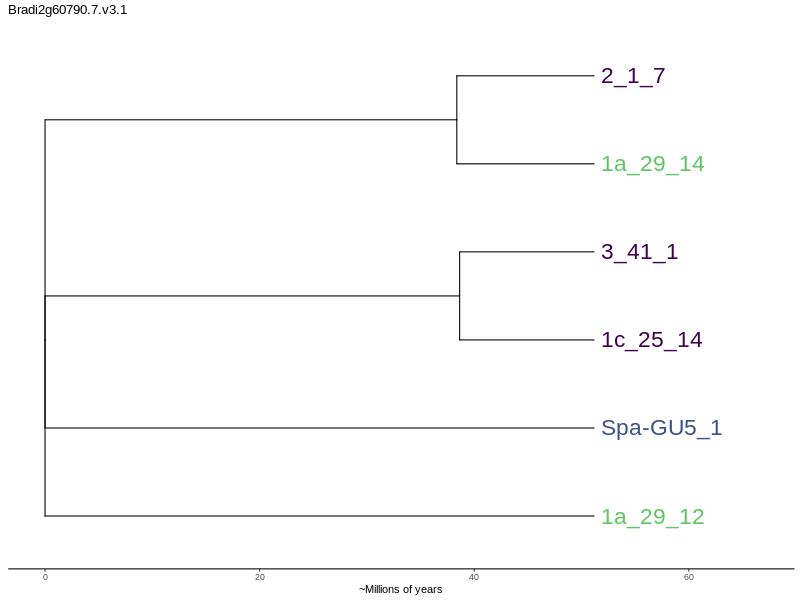 Bradi2g60790.7.v3.1
2_1_7
1a_29_14
3_41_1
1c_25_14
Spa-GU5_1
1a_29_12
0 20 40 60
~Millions of years